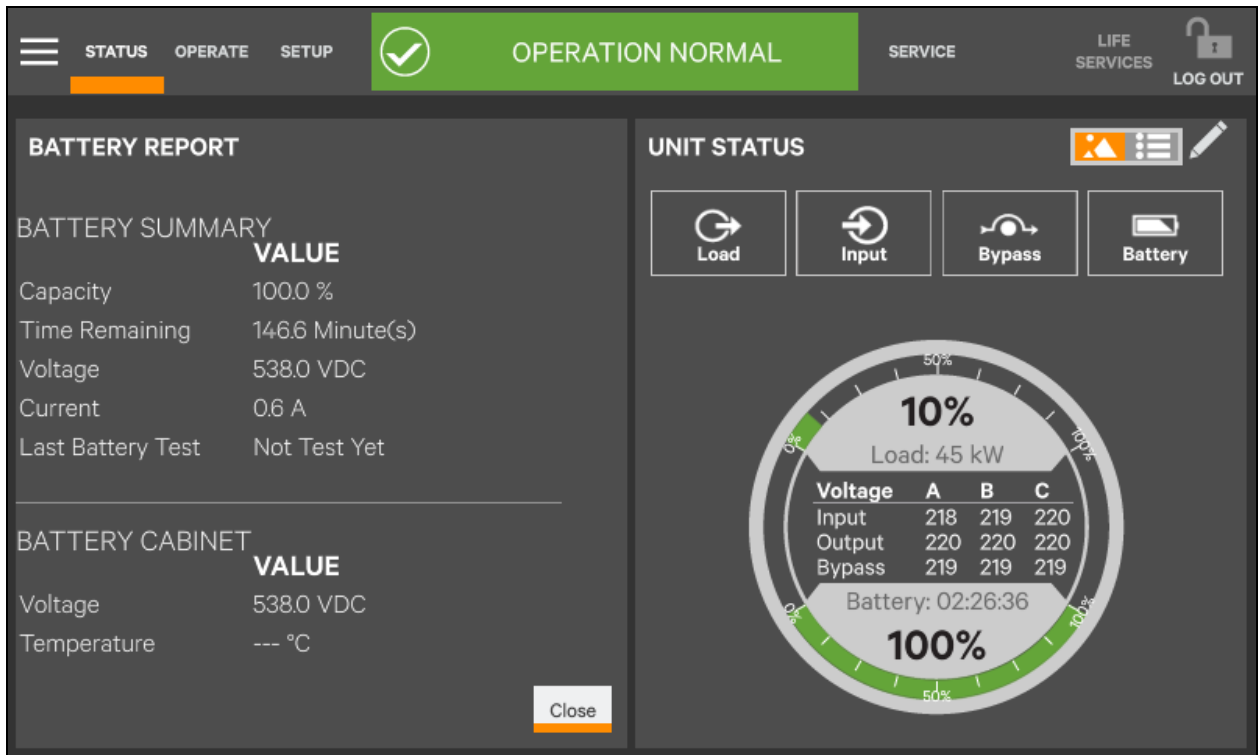 STATUS OPERATE SETUP OPERATION NORMAL SERVICE LIFE SERVICES LOG OUT
BATTERY REPORT
BATTERY SUMMARY
VALUE
Capacity 100.0 %
Time Remaining 146.6 Minute(s)
Voltage 538.0 VDC
Current 0.6 A
Last Battery Test Not Test Yet
BATTERY CABINET
VALUE
Voltage 538.0 VDC
Temperature --- °C
Close
UNIT STATUS
Load Input Bypass Battery
50%
0% 100%
10%
Load: 45 kW
Voltage A B C
Input 218 219 220
Output 220 220 220
Bypass 219 219 219
Battery: 02:26:36
100%
0% 100%
50%